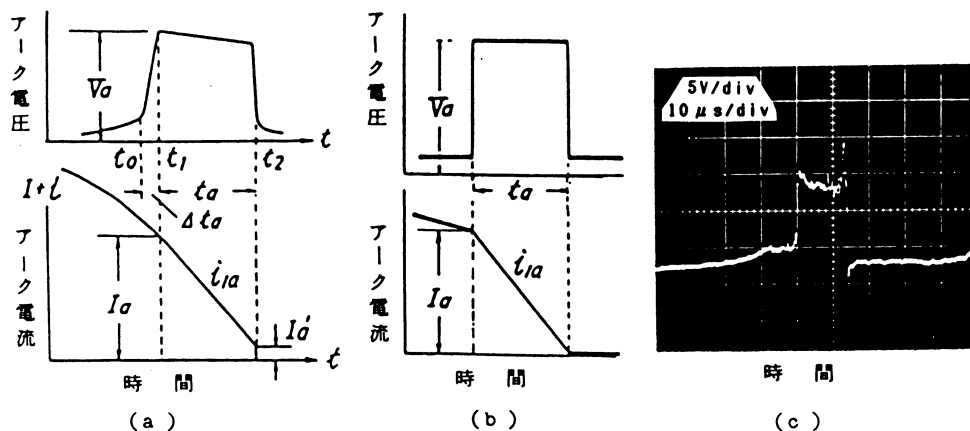 アーク電圧
Va
t
t₀
t₁
t₂
ta
Δta
I+i
アーク電流
Ia
i₁a
Ia'
t
時 間
(a)
アーク電圧
Va
ta
アーク電流
Ia
i₁a
時 間
(b)
5V/div
10μs/div
時 間
(c)